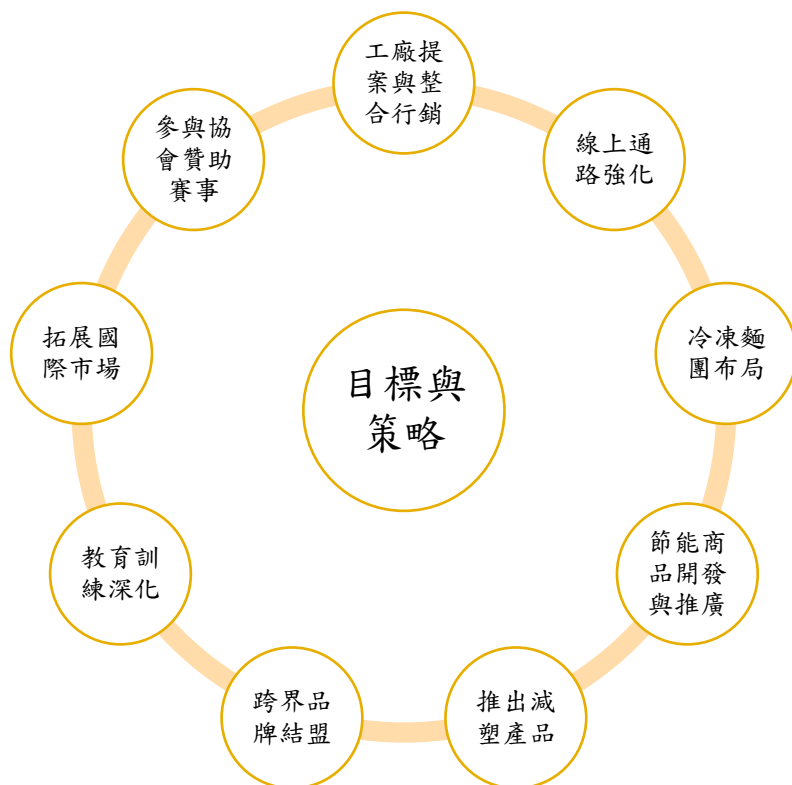 工廠提
案與整
合行銷
線上通
路強化
冷凍麵
團布局
節能商
品開發
與推廣
推出減
塑產品
跨界品
牌結盟
教育訓
練深化
拓展國
際市場
參與協
會贊助
賽事
目標與
策略